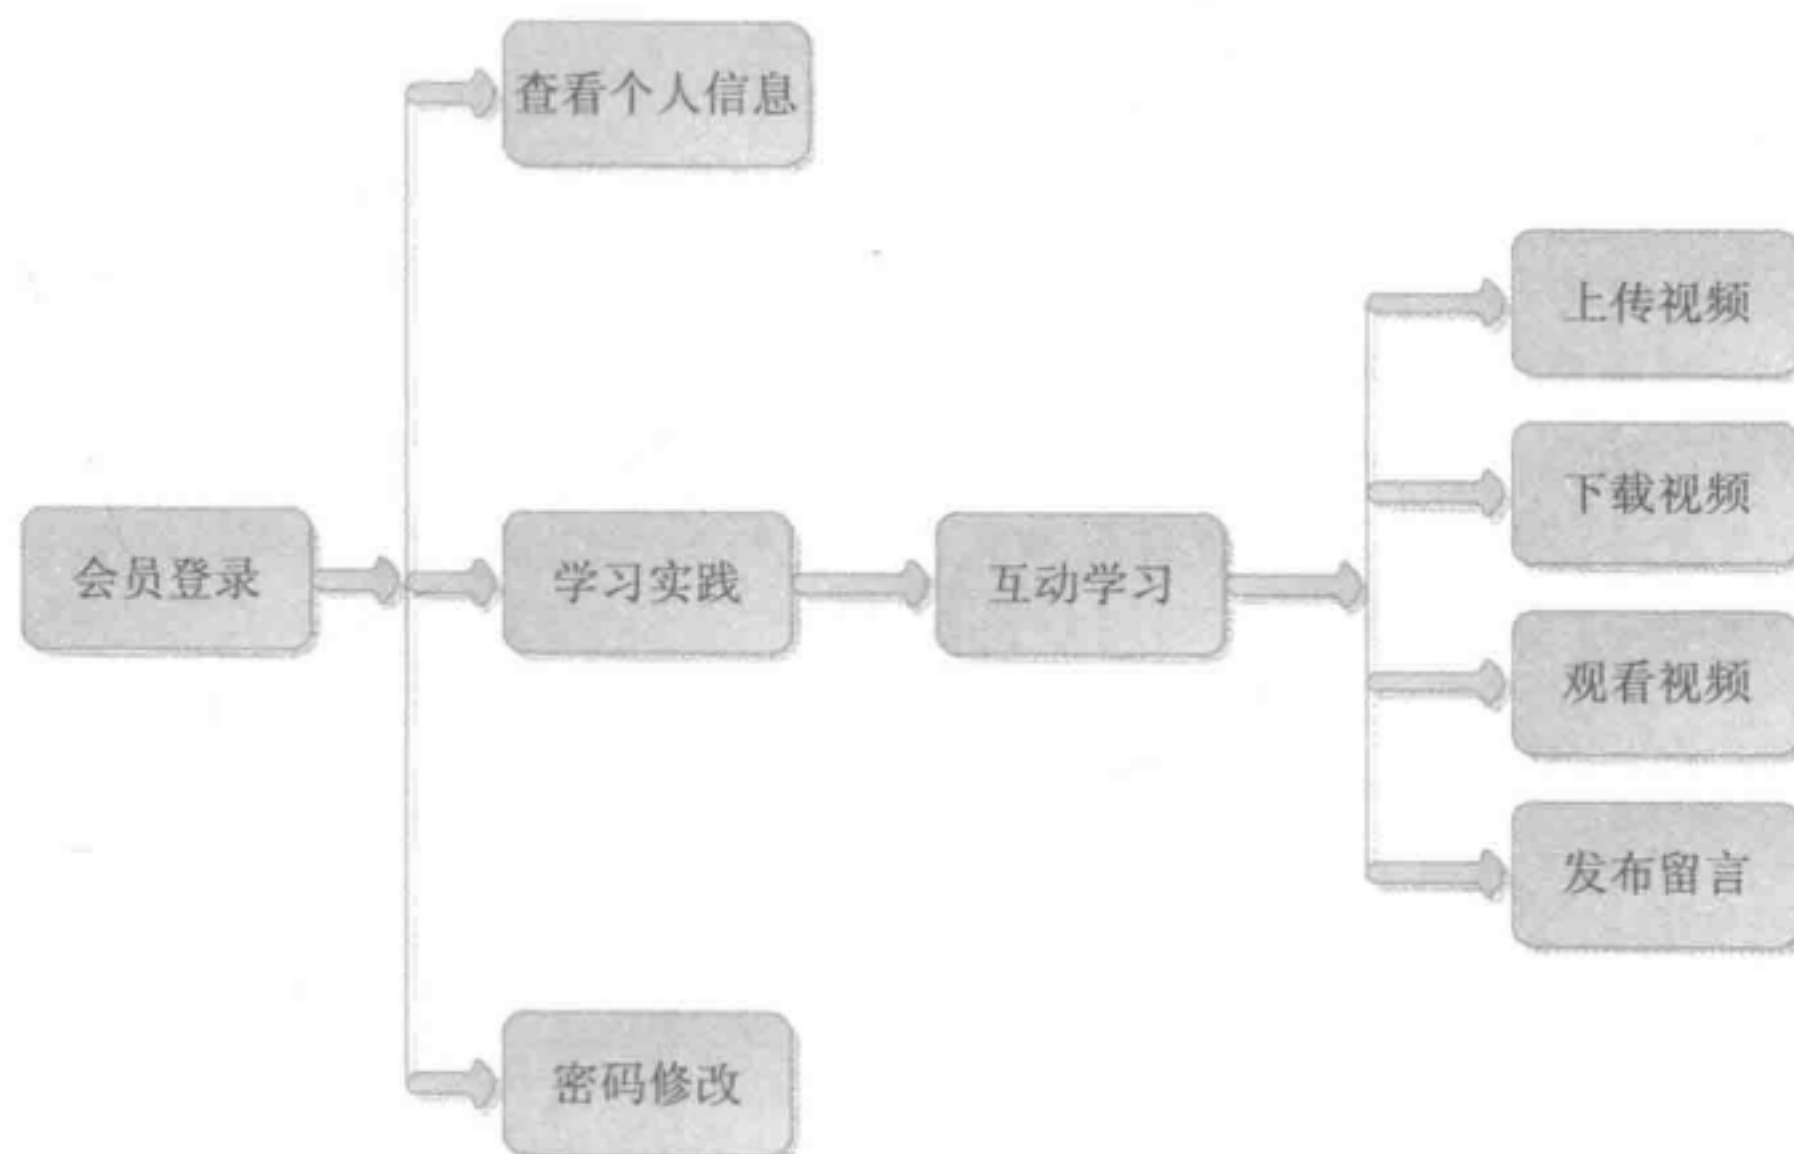 查看个人信息
上传视频
下载视频
会员登录
学习实践
互动学习
观看视频
发布留言
密码修改